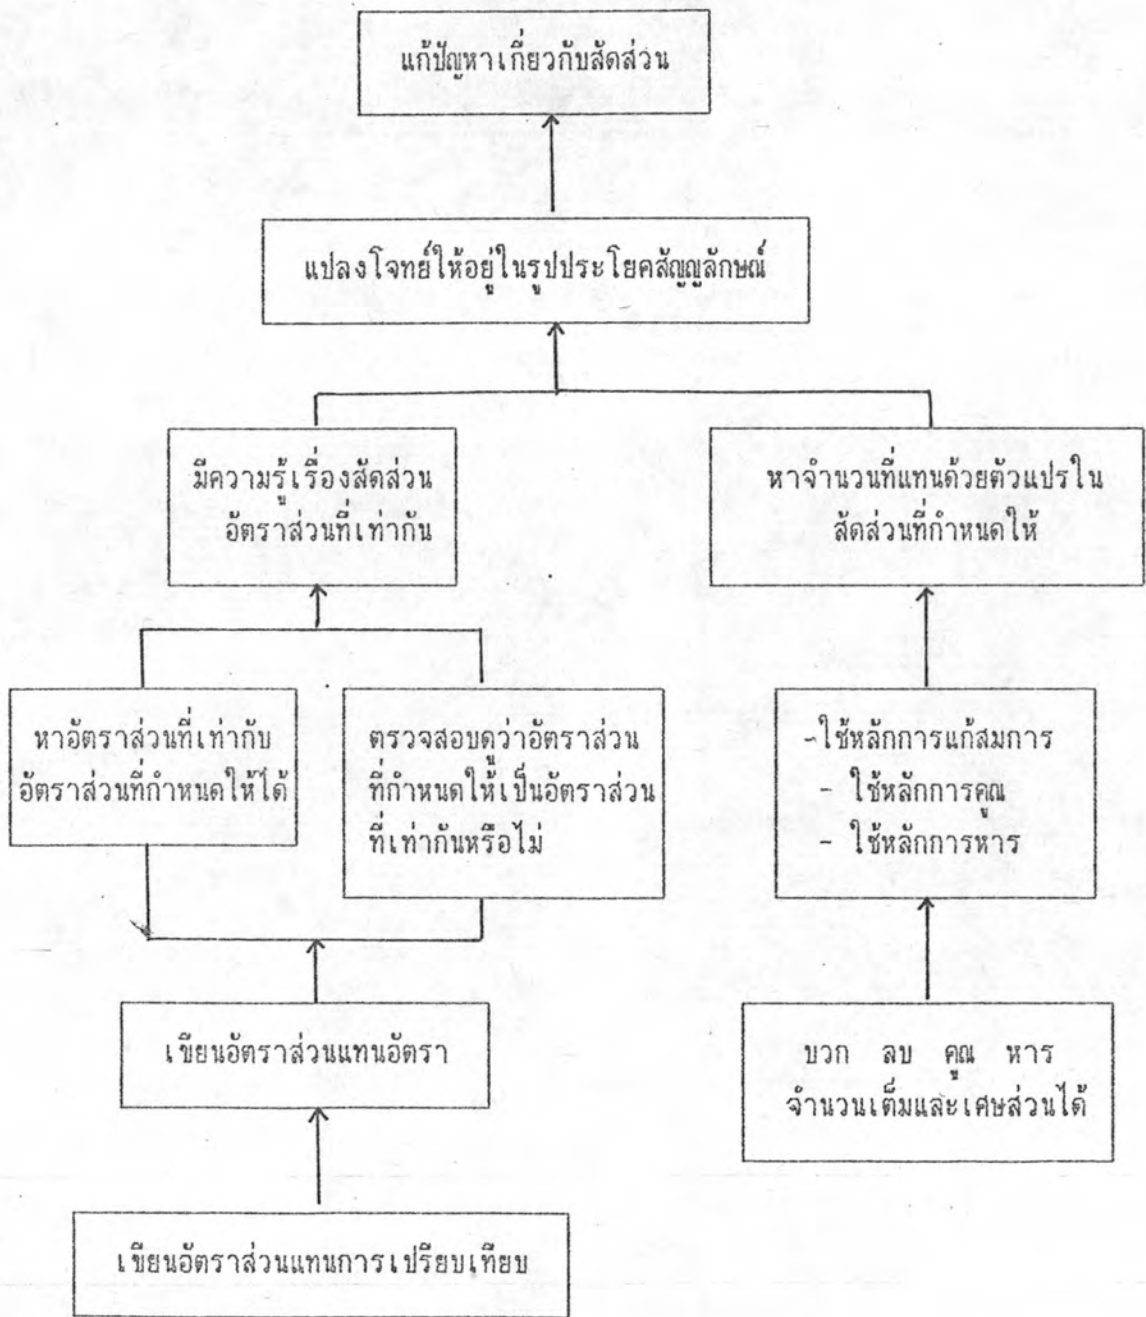 แก้ปัญหาเกี่ยวกับสัดส่วน
แปลงโจทย์ให้อยู่ในรูปประโยคสัญญลักษณ์
มีความรู้เรื่องสัดส่วน
อัตราส่วนที่เท่ากัน
หาจำนวนที่แทนด้วยตัวแปรใน
สัดส่วนที่กำหนดให้
หาอัตราส่วนที่เท่ากับ
อัตราส่วนที่กำหนดให้ได้
ตรวจสอบดูว่าอัตราส่วน
ที่กำหนดให้เป็นอัตราส่วน
ที่เท่ากันหรือไม่
-ใช้หลักการแก้สมการ
- ใช้หลักการคูณ
- ใช้หลักการหาร
เขียนอัตราส่วนแทนอัตรา
บวก ลบ คูณ หาร
จำนวนเต็มและเศษส่วนได้
เขียนอัตราส่วนแทนการเปรียบเทียบ